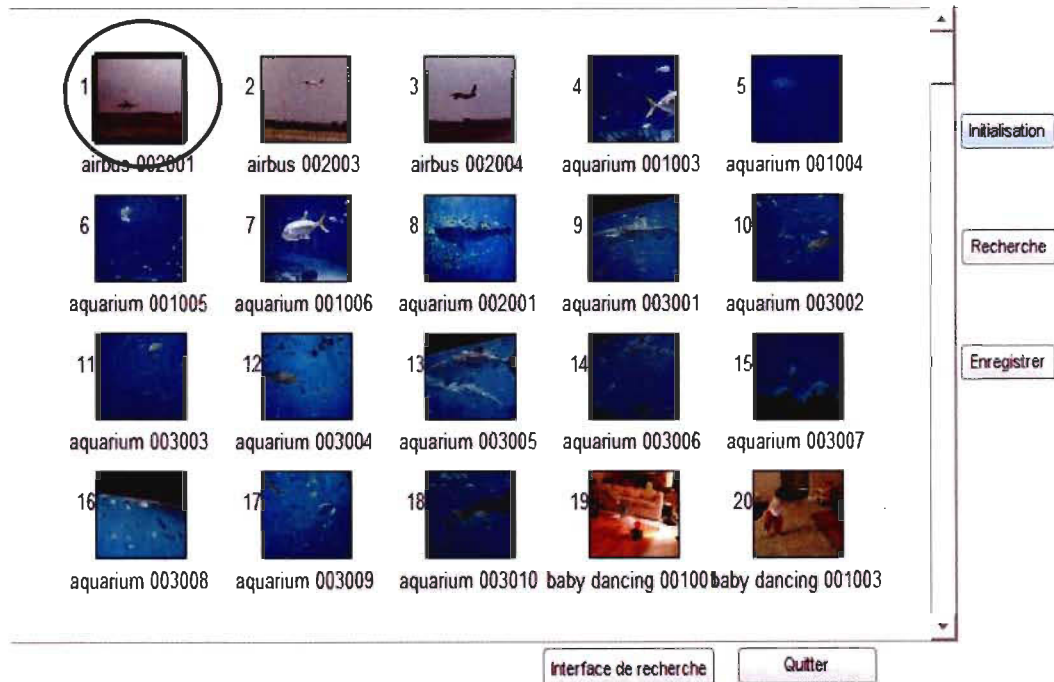 1 2 3 4 5
airbus 002001 airbus 002003 airbus 002004 aquarium 001003 aquarium 001004
Initialisation
6 7 8 9 10
aquarium 001005 aquarium 001006 aquarium 002001 aquarium 003001 aquarium 003002
Recherche
11 12 13 14 15
aquarium 003003 aquarium 003004 aquarium 003005 aquarium 003006 aquarium 003007
Enregistrer
16 17 18 19 20
aquarium 003008 aquarium 003009 aquarium 003010 baby dancing 001001 baby dancing 001003
Interface de recherche Quitter